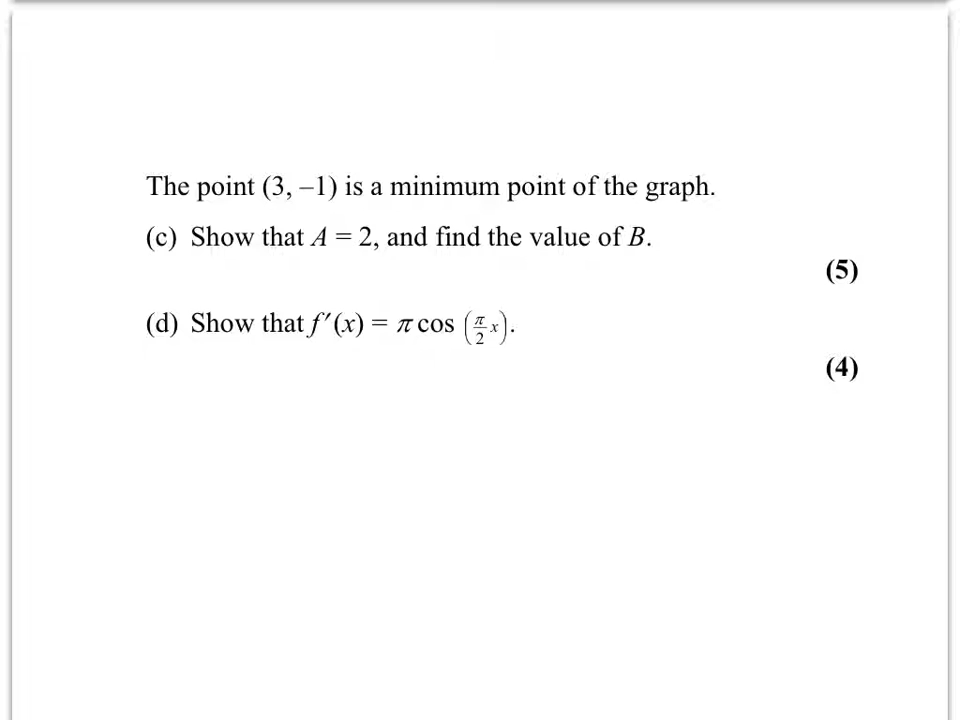 The point (3, –1) is a minimum point of the graph.
(c) Show that A = 2, and find the value of B.
(5)
(d) Show that f′(x) = π cos (π/2 x).
(4)